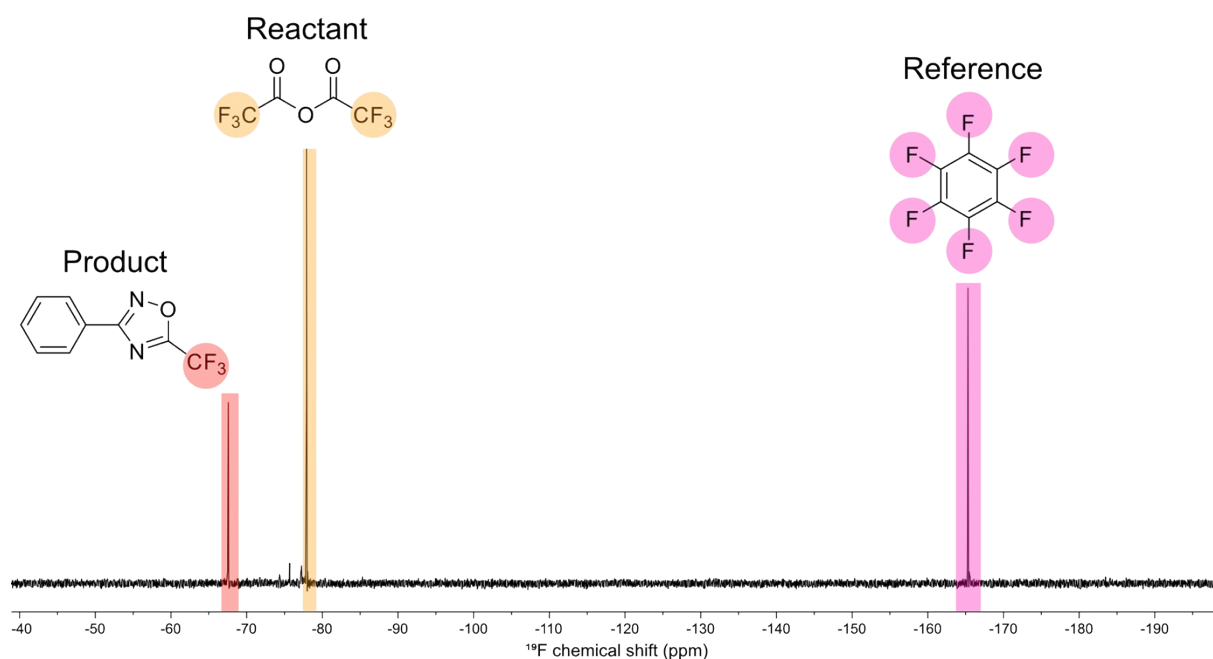 Reactant
O O
F₃C O CF₃
Reference
F
F F
F F
F
Product
N O
N
CF₃
-40 -50 -60 -70 -80 -90 -100 -110 -120 -130 -140 -150 -160 -170 -180 -190
¹⁹F chemical shift (ppm)